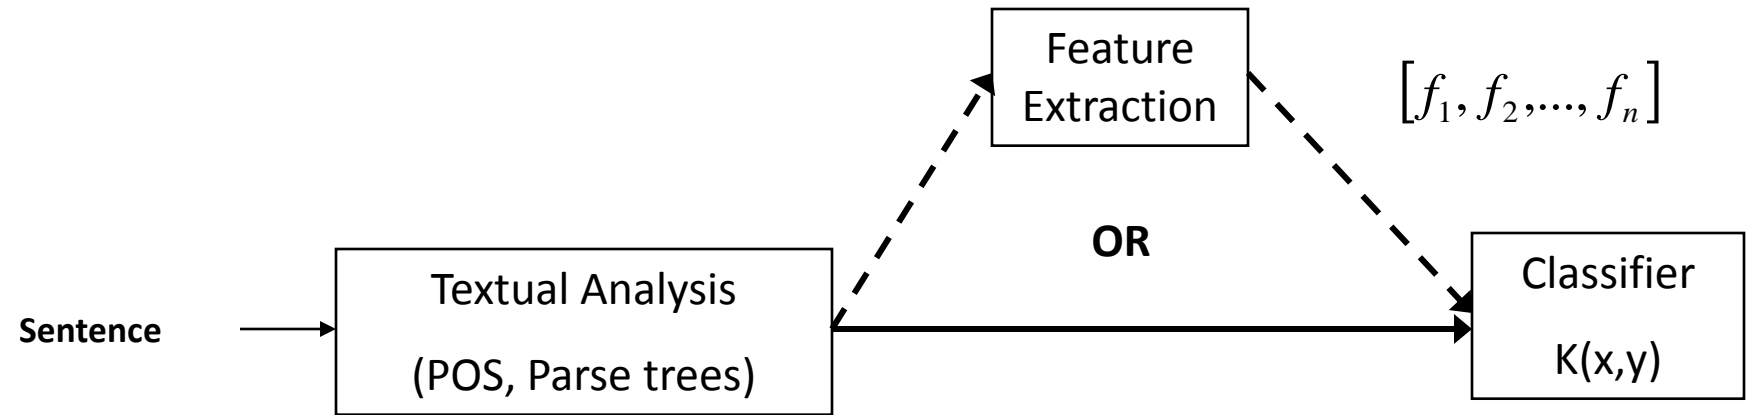 Feature
Extraction
[f₁, f₂,..., fₙ]
OR
Textual Analysis
(POS, Parse trees)
Sentence
Classifier
K(x,y)